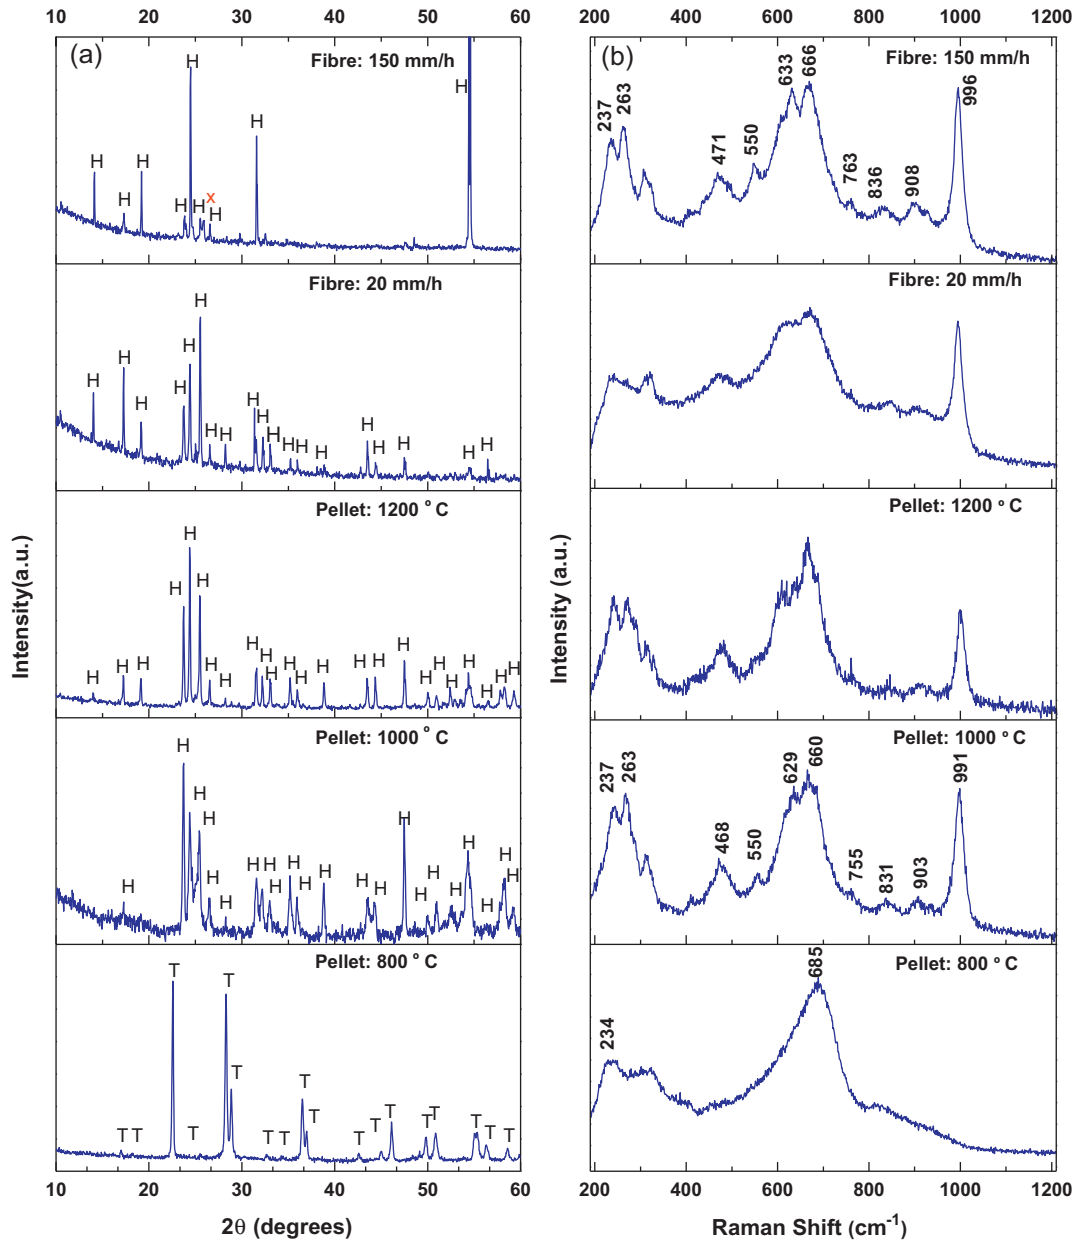 10 20 30 40 50 60
200 400 600 800 1000 1200
(a)
Fibre: 150 mm/h
H H H H H H H x H H H
Fibre: 20 mm/h
H H H H H H H H H H H H H H H H H H H
Pellet: 1200 ° C
H H H H H H H H H H H H H H H H H H H H H H
Pellet: 1000 ° C
H H H H H H H H H H H H H H H H H H H H
Pellet: 800 ° C
T T T T T T T T T T T T T T T T T
10 20 30 40 50 60
2θ (degrees)
Intensity(a.u.)
(b)
Fibre: 150 mm/h
237 263 471 550 633 666 763 836 908 996
Fibre: 20 mm/h
Pellet: 1200 ° C
Pellet: 1000 ° C
237 263 468 550 629 660 755 831 903 991
Pellet: 800 ° C
234 685
200 400 600 800 1000 1200
Raman Shift (cm-1)
Intensity (a.u.)